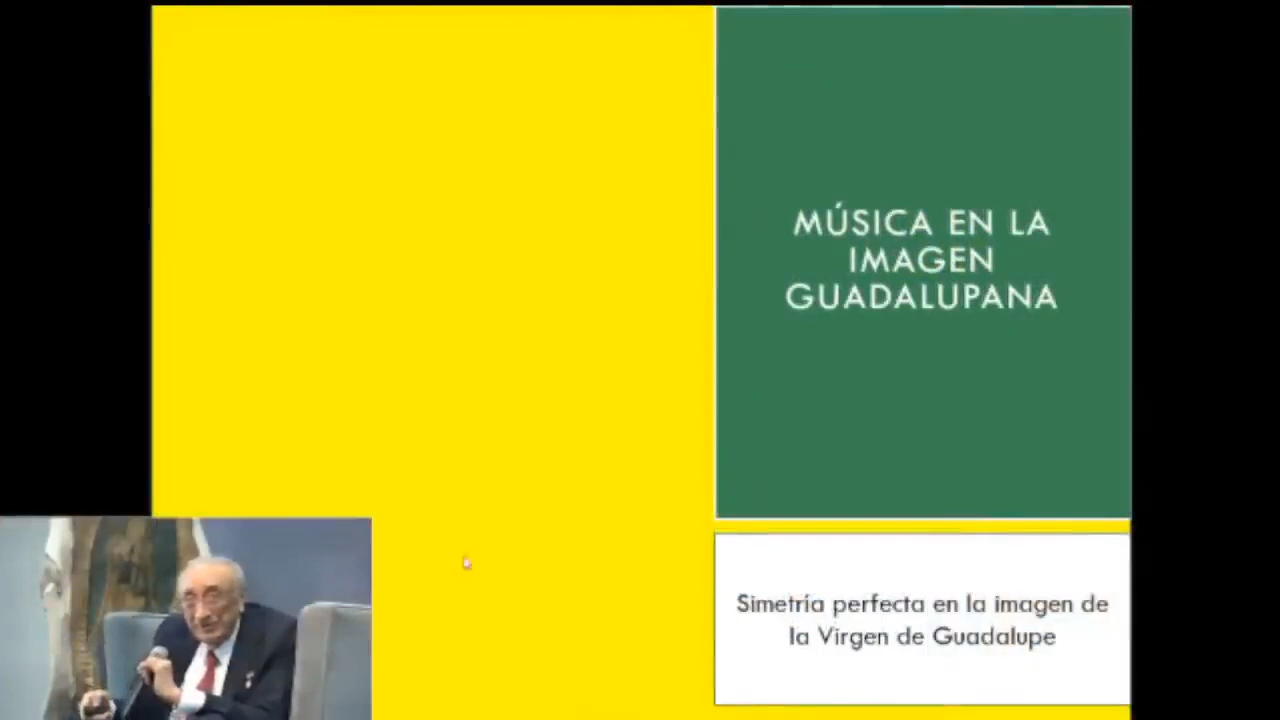 MÚSICA EN LA
IMAGEN
GUADALUPANA
Simetría perfecta en la imagen de
la Virgen de Guadalupe